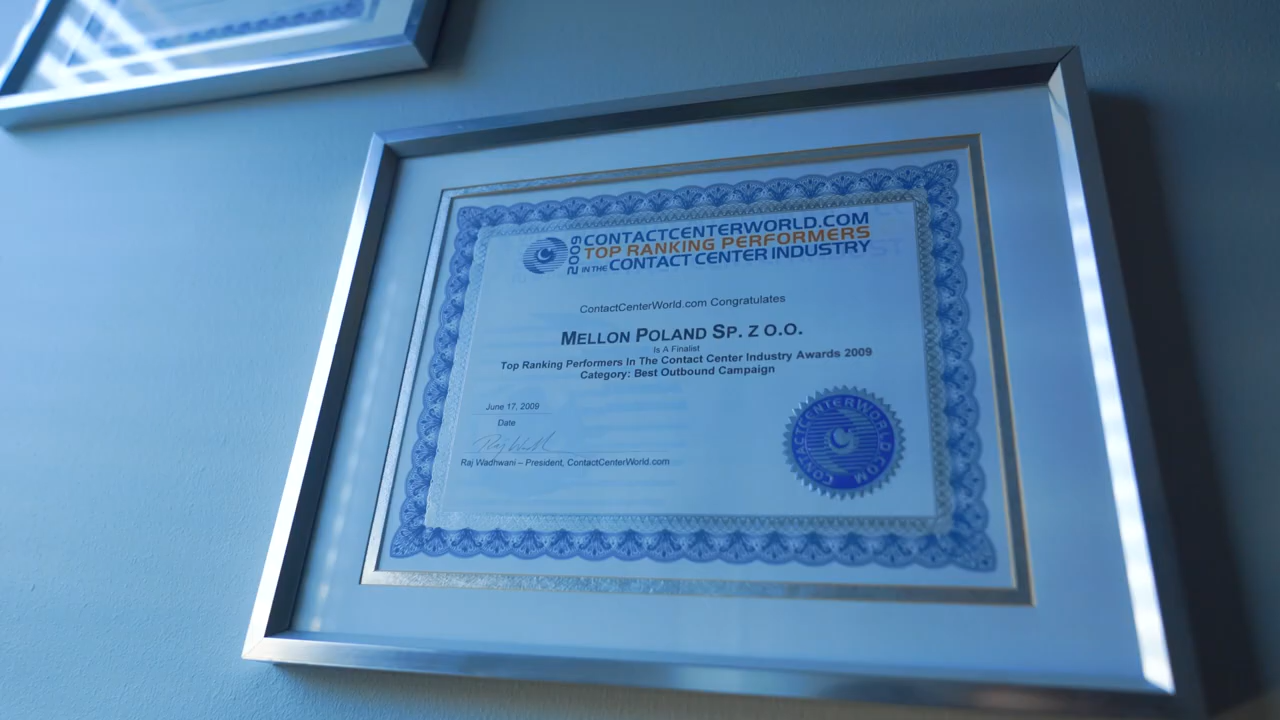 2009
CONTACTCENTERWORLD.COM
TOP RANKING PERFORMERS
IN THE CONTACT CENTER INDUSTRY
ContactCenterWorld.com Congratulates
MELLON POLAND SP. Z O.O.
Is A Finalist
Top Ranking Performers In The Contact Center Industry Awards 2009
Category: Best Outbound Campaign
June 17, 2009
Date
Raj Wadhwani – President, ContactCenterWorld.com
CONTACTCENTERWORLD.COM